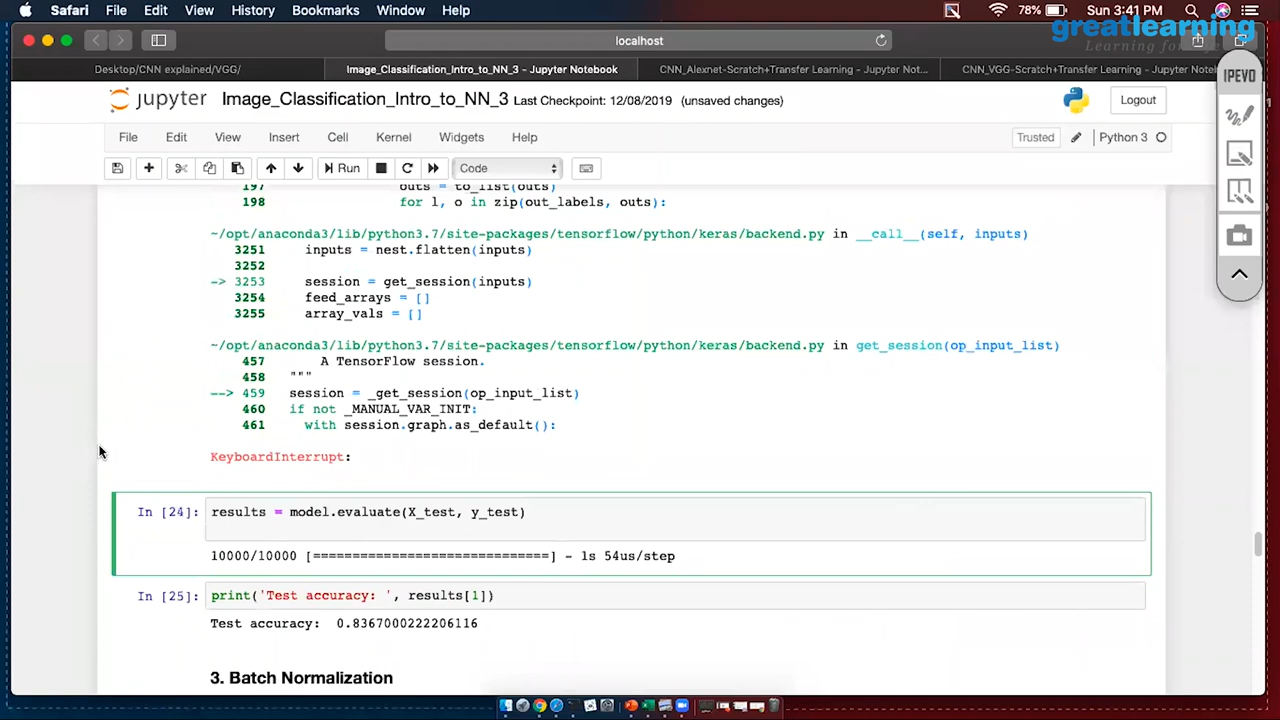 Safari File Edit View History Bookmarks Window Help 78% Sun 3:41 PM
greatlearning
Learning for
localhost
Desktop/CNN explained/VGG/ Image_Classification_Intro_to_NN_3 - Jupyter Notebook CNN_Alexnet-Scratch+Transfer Learning - Jupyter Not... CNN_VGG-Scratch+Transfer Learning - Jupyter Note
IPEVO
jupyter Image_Classification_Intro_to_NN_3 Last Checkpoint: 12/08/2019 (unsaved changes) Logout
File Edit View Insert Cell Kernel Widgets Help Trusted Python 3
Run Code
197 outs = to_list(outs)
198 for l, o in zip(out_labels, outs):
~/opt/anaconda3/lib/python3.7/site-packages/tensorflow/python/keras/backend.py in __call__(self, inputs)
3251 inputs = nest.flatten(inputs)
3252
-> 3253 session = get_session(inputs)
3254 feed_arrays = []
3255 array_vals = []
~/opt/anaconda3/lib/python3.7/site-packages/tensorflow/python/keras/backend.py in get_session(op_input_list)
457 A TensorFlow session.
458 """
--> 459 session = _get_session(op_input_list)
460 if not _MANUAL_VAR_INIT:
461 with session.graph.as_default():
KeyboardInterrupt:
In [24]: results = model.evaluate(X_test, y_test)
10000/10000 [==============================] - 1s 54us/step
In [25]: print('Test accuracy: ', results[1])
Test accuracy: 0.8367000222206116
3. Batch Normalization